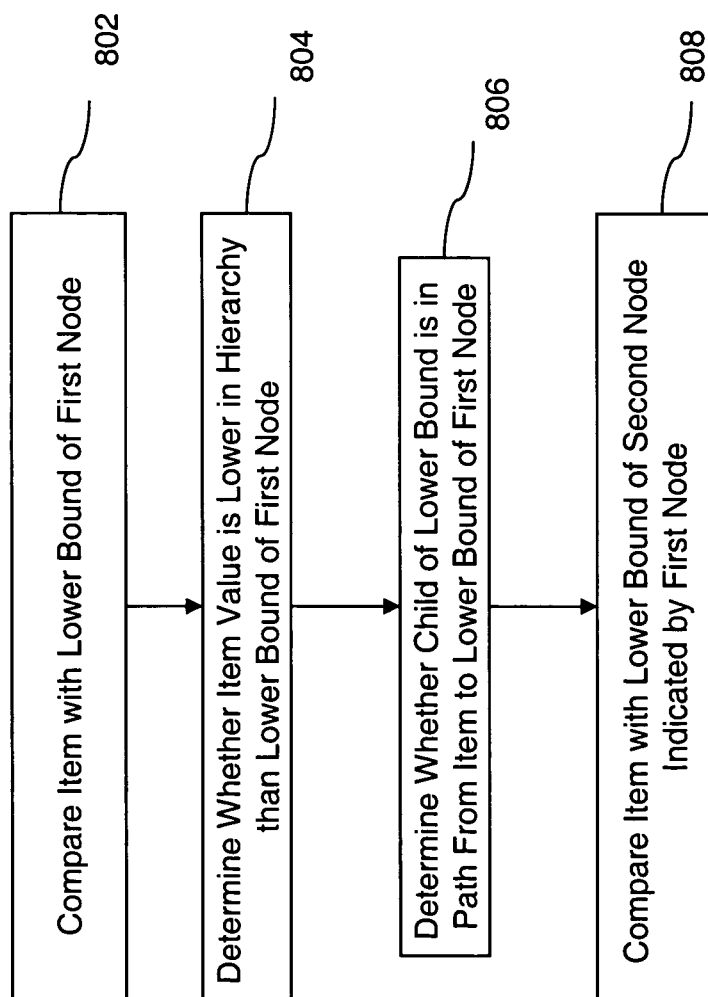 Compare Item with Lower Bound of First Node
802
Determine Whether Item Value is Lower in Hierarchy
than Lower Bound of First Node
804
Determine Whether Child of Lower Bound is in
Path From Item to Lower Bound of First Node
806
Compare Item with Lower Bound of Second Node
Indicated by First Node
808